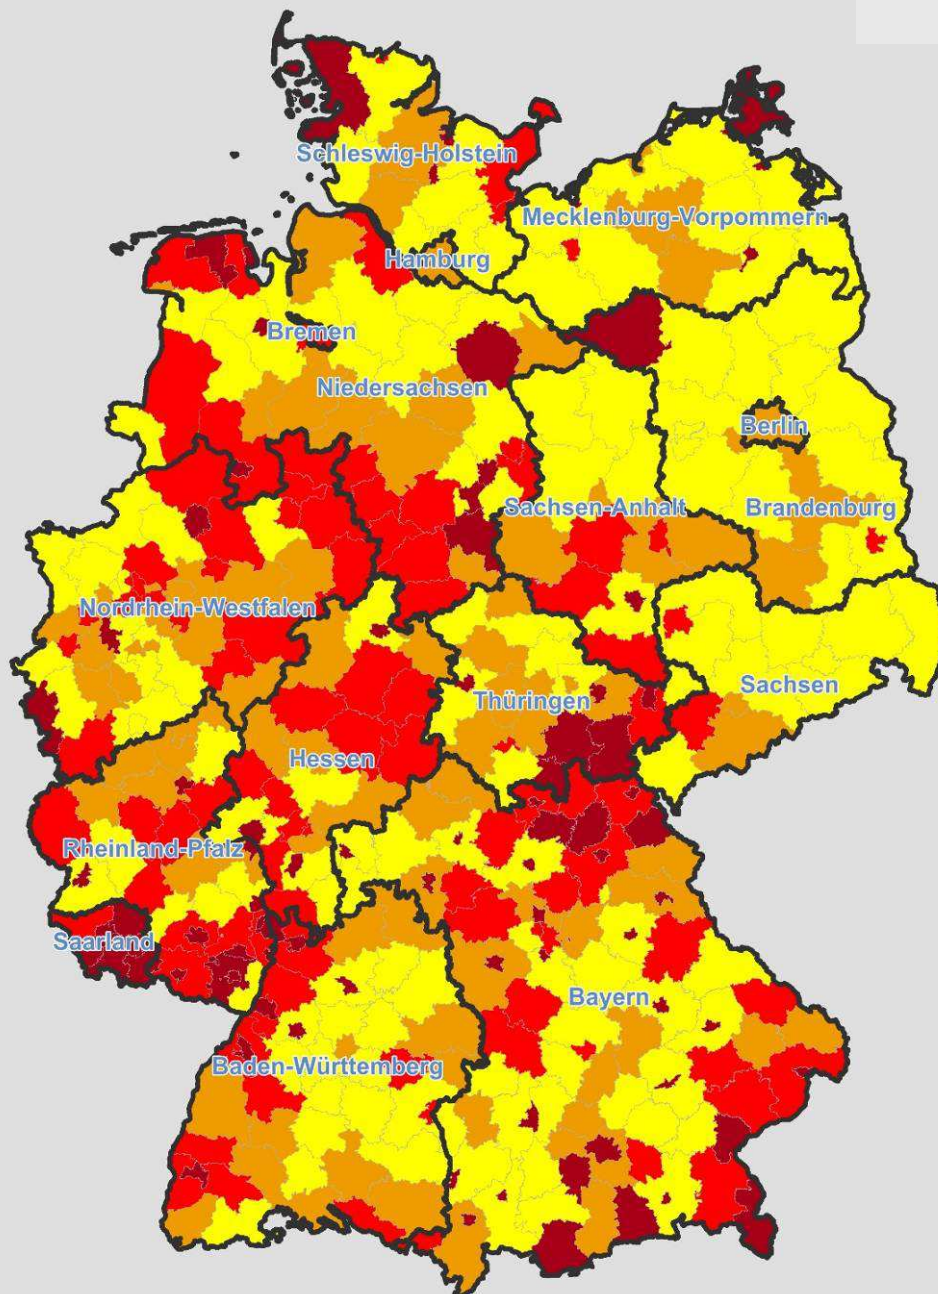 Schleswig-Holstein
Mecklenburg-Vorpommern
Hamburg
Bremen
Niedersachsen
Berlin
Sachsen-Anhalt
Brandenburg
Nordrhein-Westfalen
Sachsen
Thüringen
Hessen
Rheinland-Pfalz
Saarland
Bayern
Baden-Württemberg